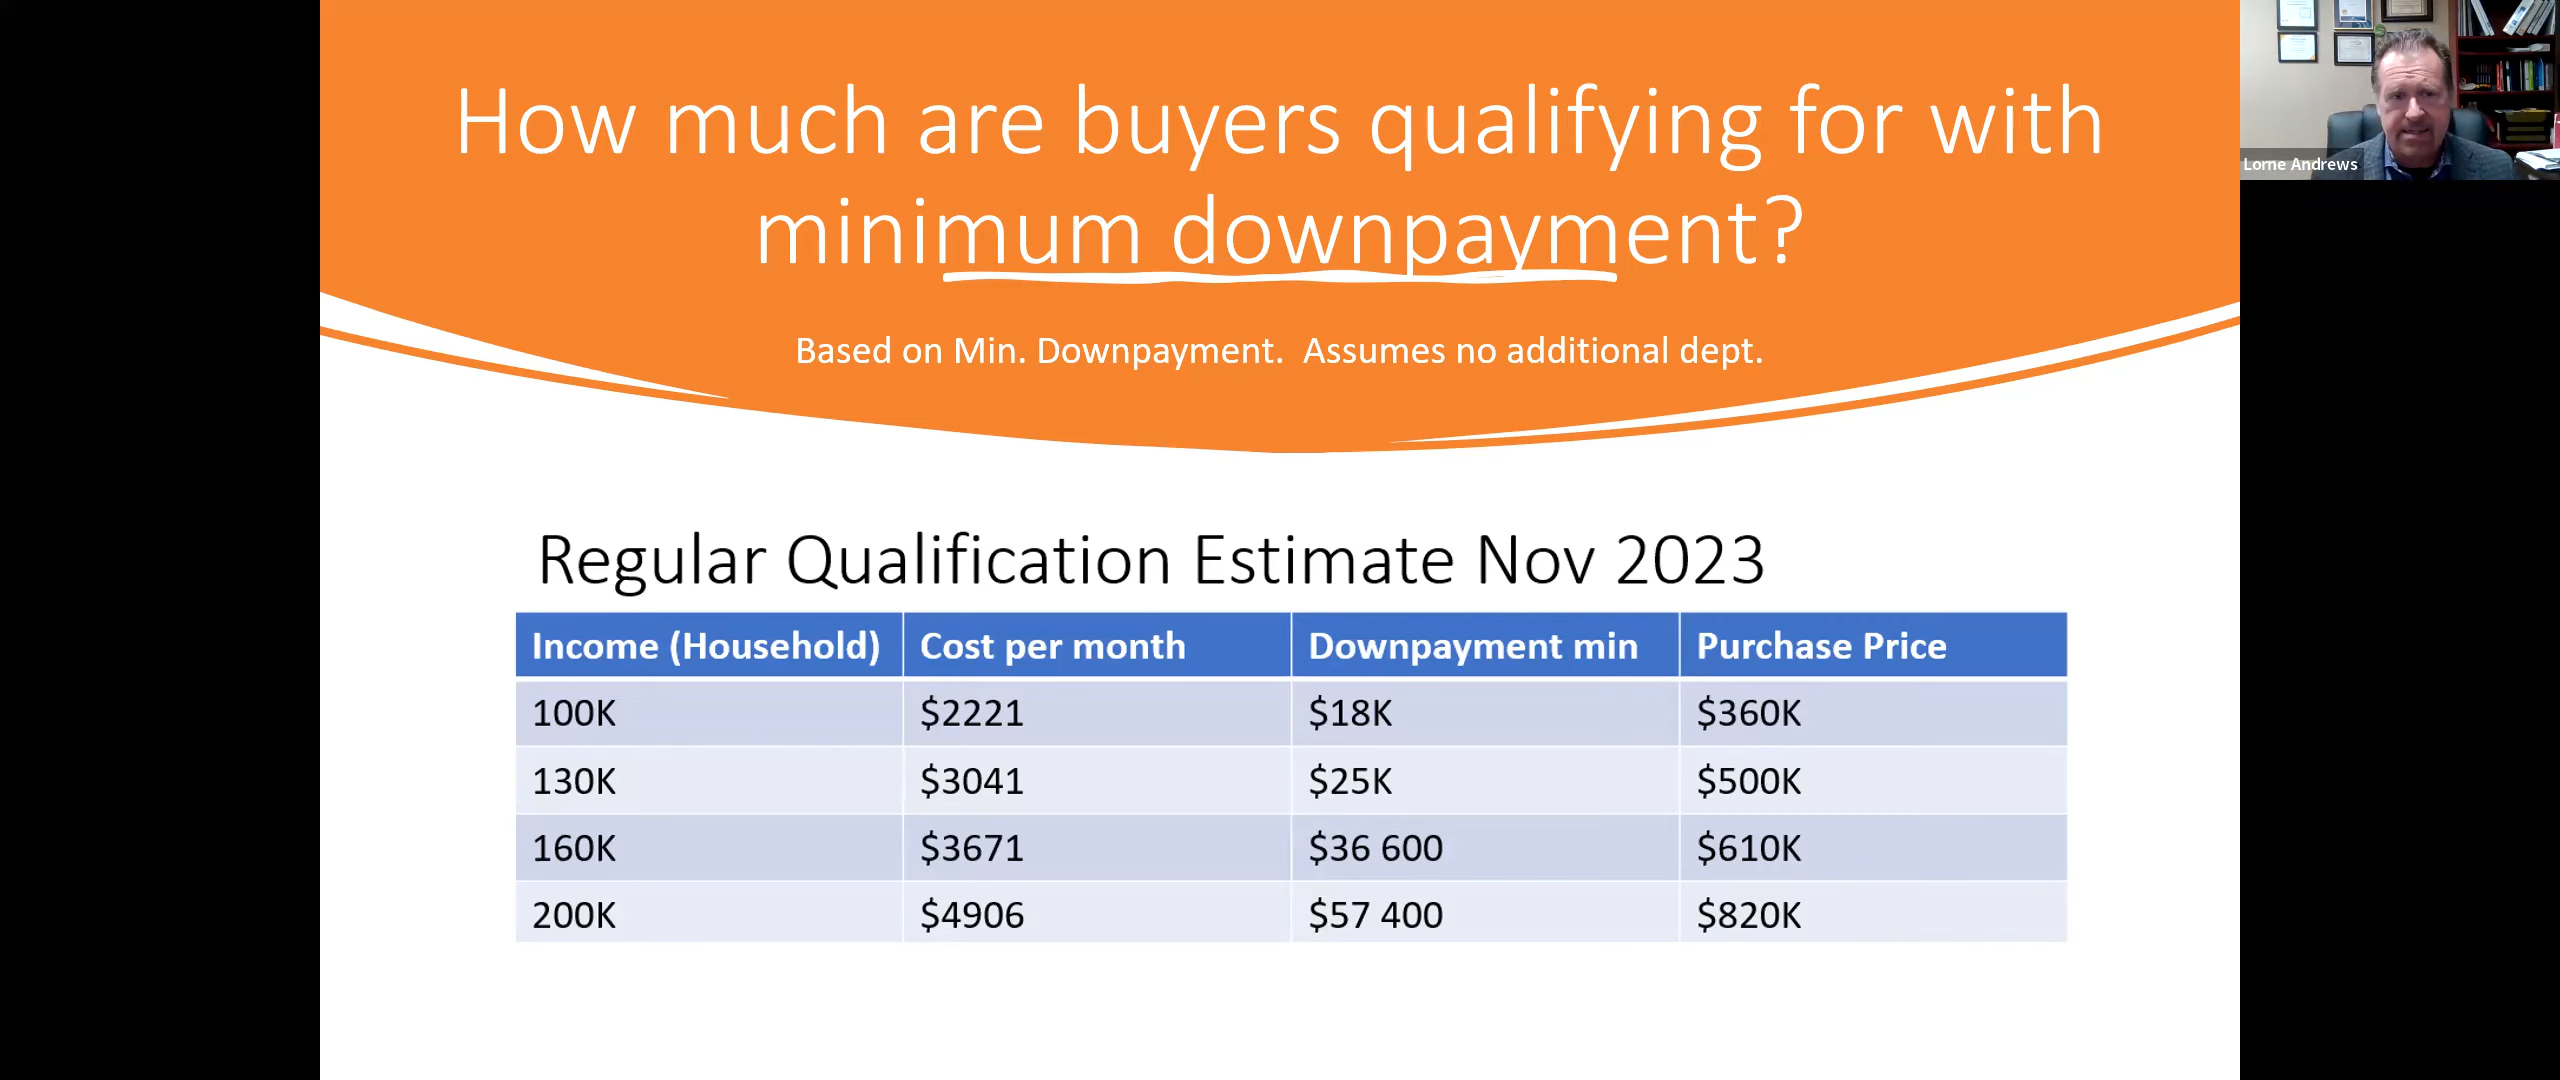 How much are buyers qualifying for with
minimum downpayment?
Based on Min. Downpayment.  Assumes no additional dept.
Lorne Andrews
Regular Qualification Estimate Nov 2023
Income (Household) Cost per month Downpayment min Purchase Price
100K $2221 $18K $360K
130K $3041 $25K $500K
160K $3671 $36 600 $610K
200K $4906 $57 400 $820K